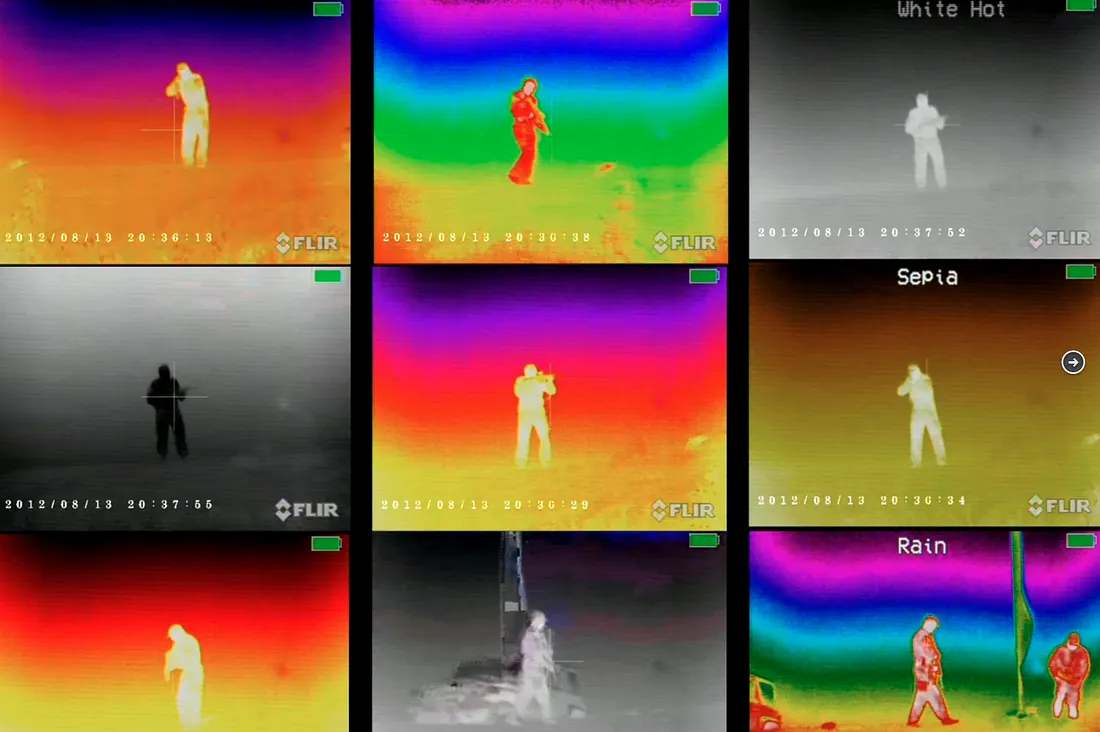 White Hot
2012/08/13 20:36:13
FLIR
2012/08/13 20:36:38
FLIR
2012/08/13 20:37:52
FLIR
Sepia
2012/08/13 20:37:55
FLIR
2012/08/13 20:36:29
FLIR
2012/08/13 20:36:34
FLIR
Rain